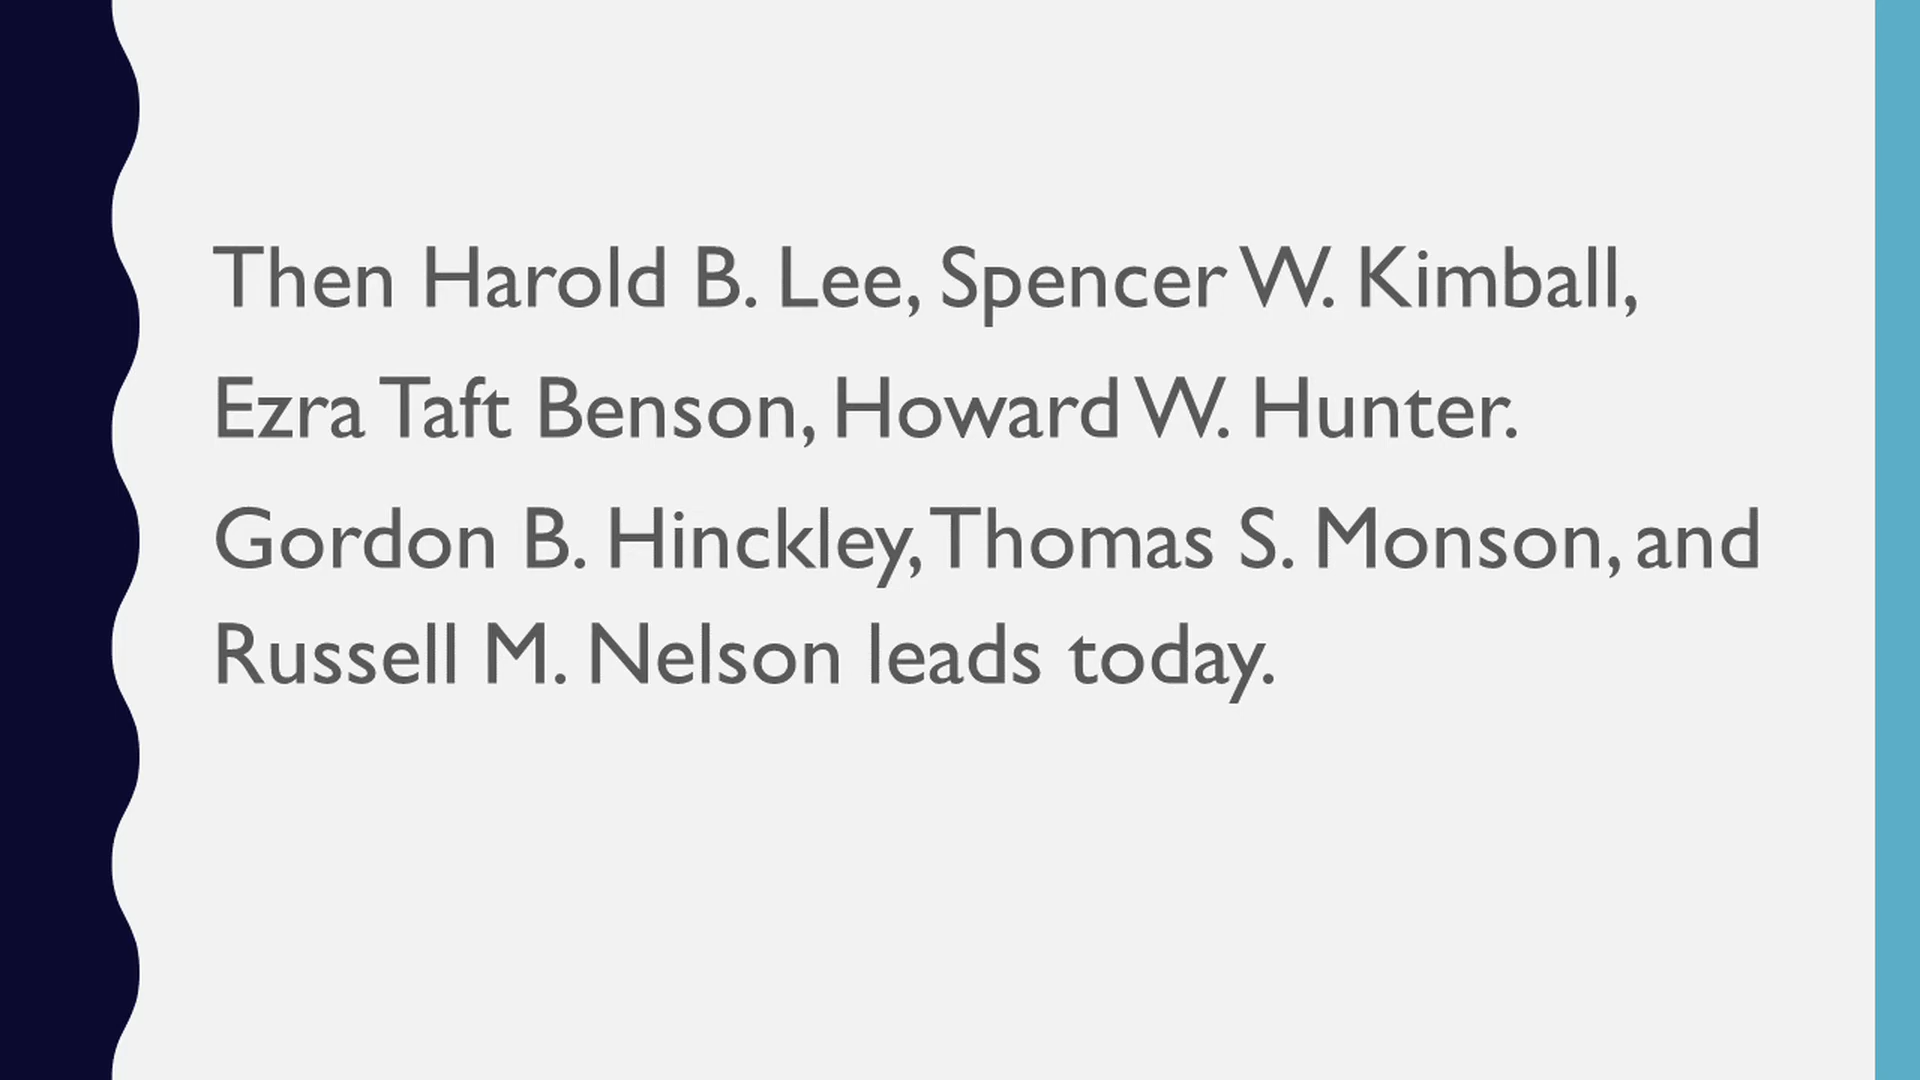 Then Harold B. Lee, Spencer W. Kimball,
Ezra Taft Benson, Howard W. Hunter.
Gordon B. Hinckley, Thomas S. Monson, and
Russell M. Nelson leads today.